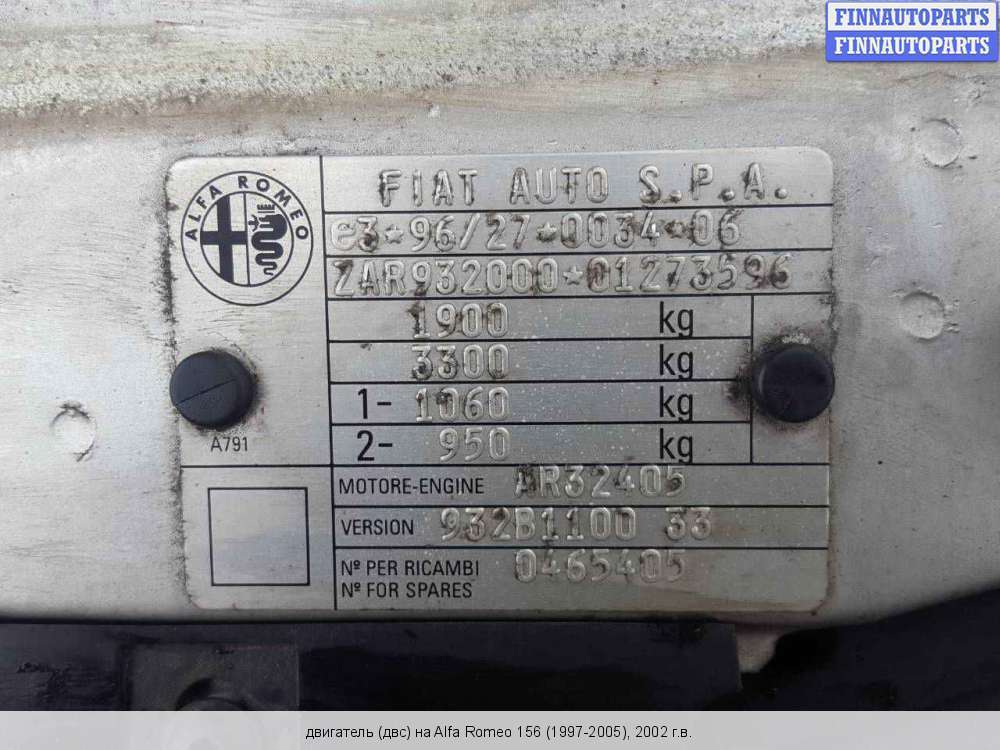 FINNAUTOPARTS
FINNAUTOPARTS
ALFA ROMEO
FIAT AUTO S.P.A.
e3*96/27*0034*06
ZAR932000*01273596
1900 kg
3300 kg
1- 1060 kg
2- 950 kg
A791
MOTORE-ENGINE AR32405
VERSION 932B1100 33
Nº PER RICAMBI 0465405
Nº FOR SPARES
двигатель (двс) на Alfa Romeo 156 (1997-2005), 2002 г.в.